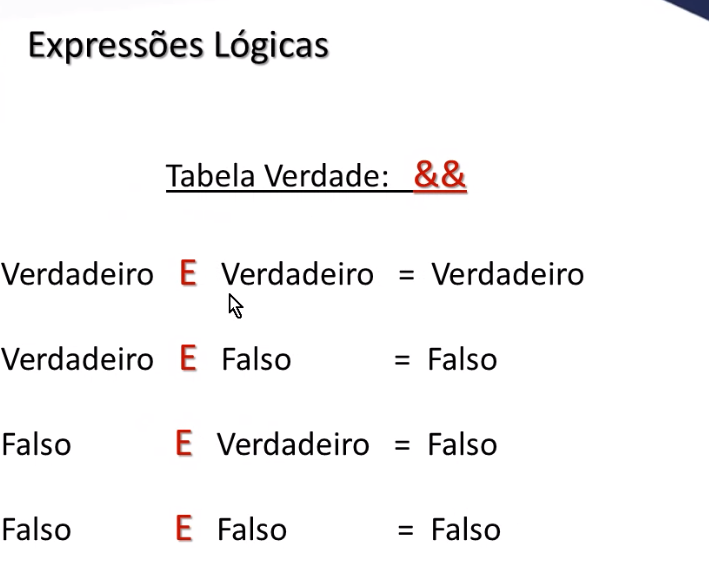 Expressões Lógicas
Tabela Verdade: &&
Verdadeiro E Verdadeiro = Verdadeiro
Verdadeiro E Falso = Falso
Falso E Verdadeiro = Falso
Falso E Falso = Falso